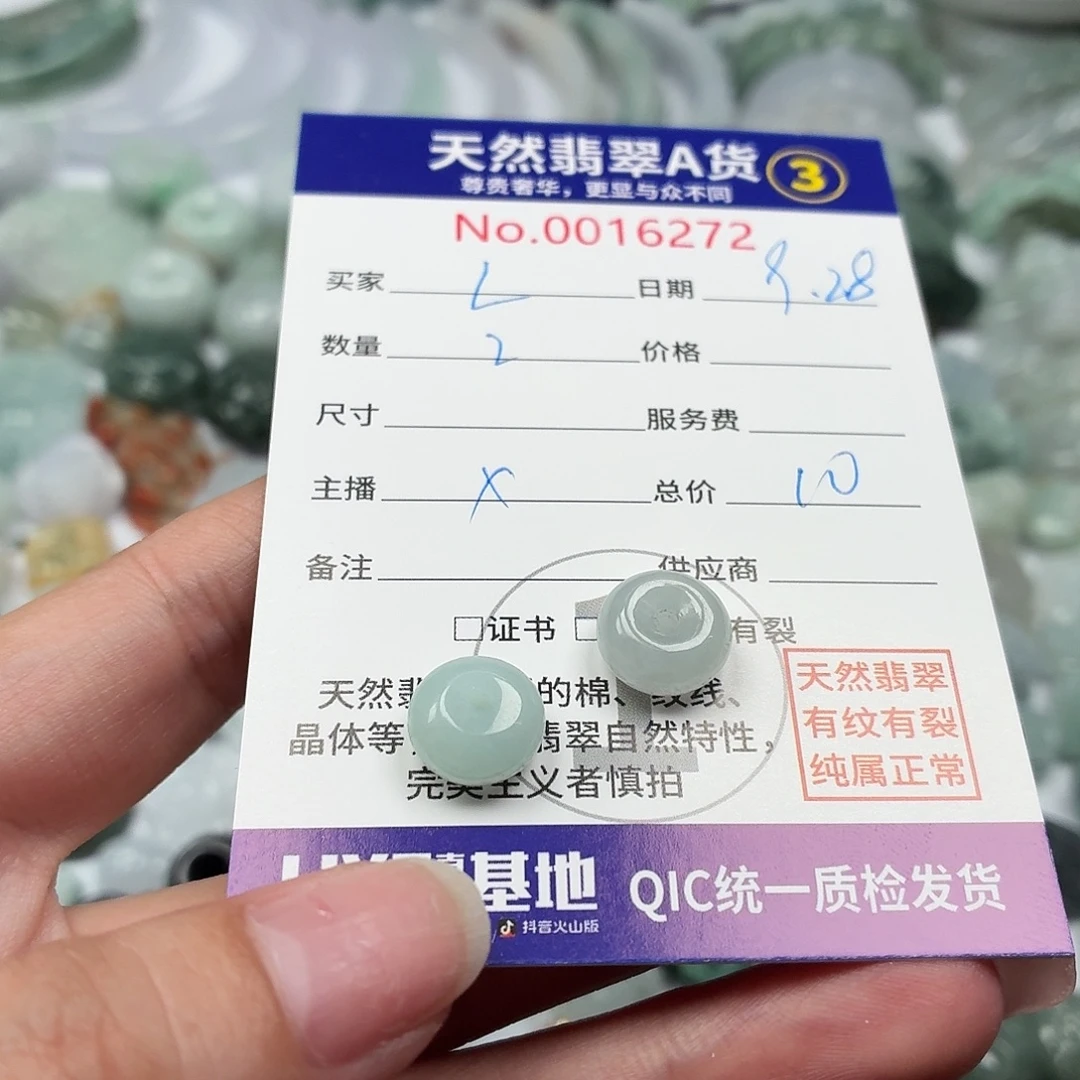 天然翡翠A货 3
尊贵奢华，更显与众不同
No.0016272
买家 L 日期 9.28
数量 2 价格
尺寸 服务费
主播 X 总价 10
备注 供应商
证书 有裂
天然 的棉、纹线、
晶体等 翡翠自然特性，
完美主义者慎拍
天然翡翠
有纹有裂
纯属正常
基地 QIC统一质检发货
抖音火山版